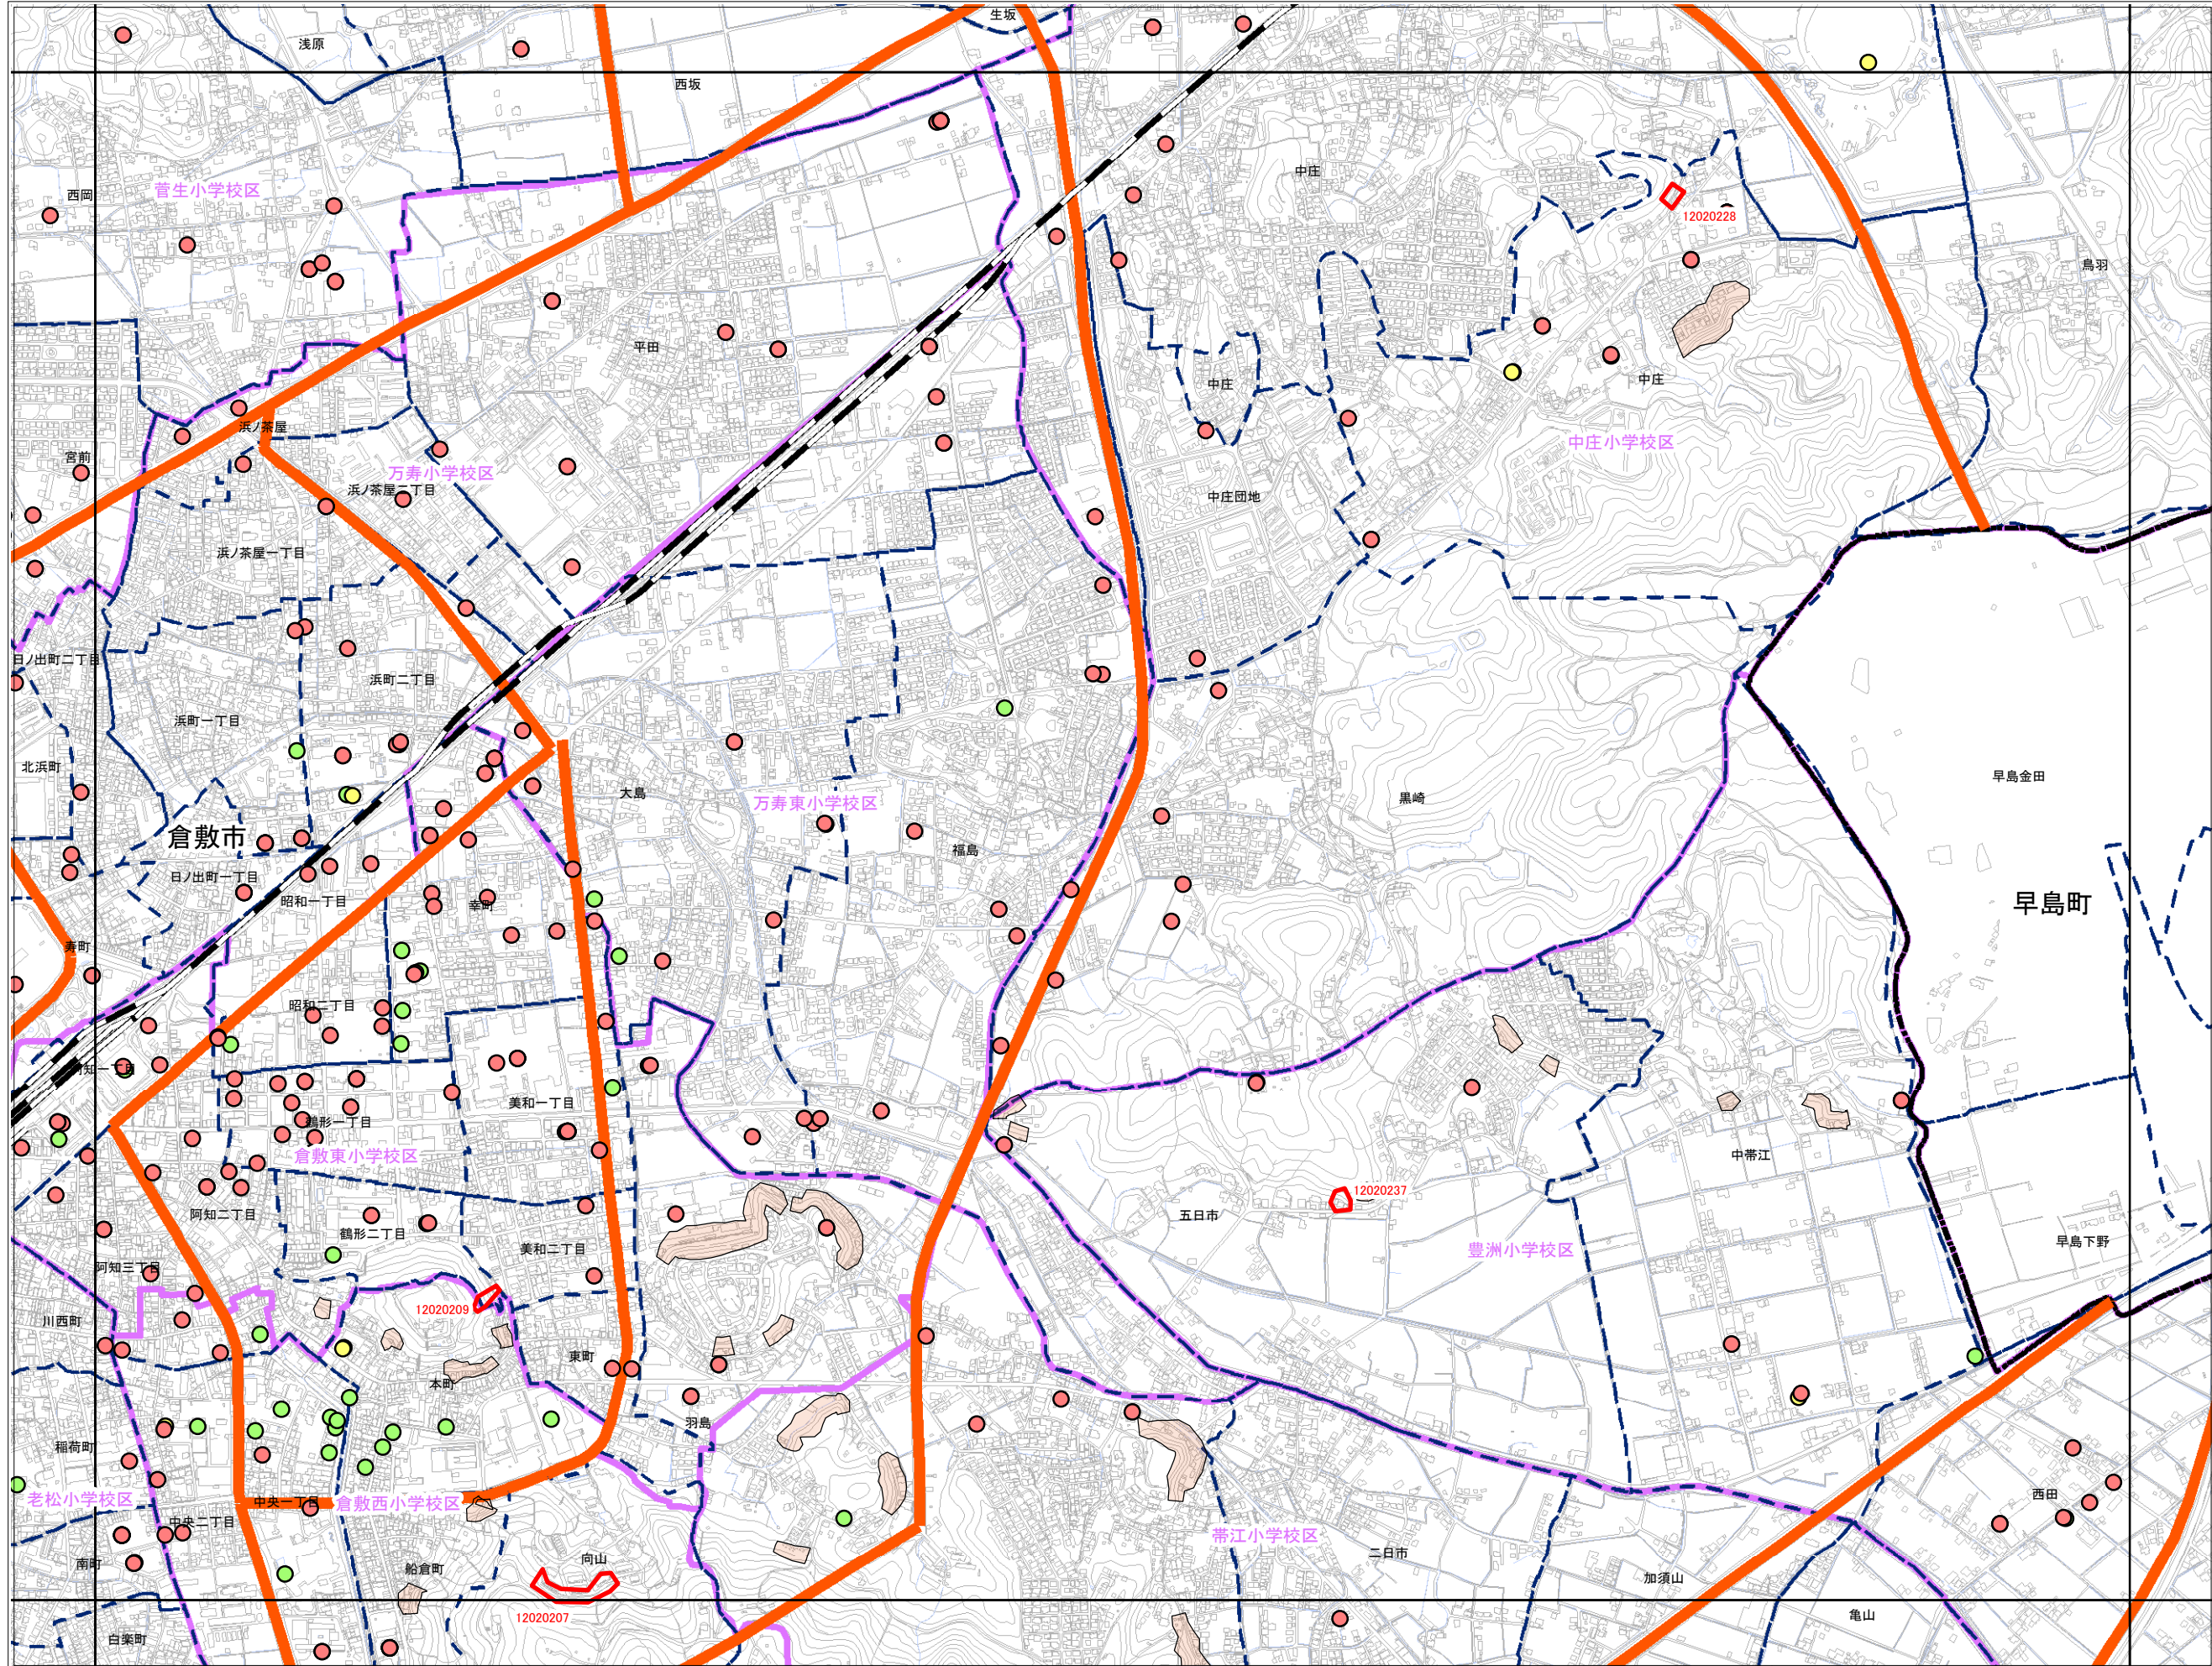 生坂
浅原
西坂
中庄
西岡
菅生小学校区
12020228
鳥羽
平田
中庄
中庄
浜ノ茶屋
中庄小学校区
宮前
万寿小学校区
浜ノ茶屋二丁目
中庄団地
浜ノ茶屋一丁目
日ノ出町二丁目
浜町二丁目
浜町一丁目
北浜町
早島金田
大島
万寿東小学校区
黒崎
倉敷市
福島
日ノ出町一丁目
昭和一丁目
幸町
早島町
寿町
昭和二丁目
阿知一丁目
美和一丁目
鶴形一丁目
倉敷東小学校区
中帯江
12020237
阿知二丁目
五日市
鶴形二丁目
美和二丁目
豊洲小学校区
早島下野
阿知三丁目
12020209
川西町
東町
本町
羽島
稲荷町
老松小学校区
中央一丁目
倉敷西小学校区
西田
中央二丁目
帯江小学校区
二日市
南町
船倉町
向山
加須山
12020207
亀山
白楽町